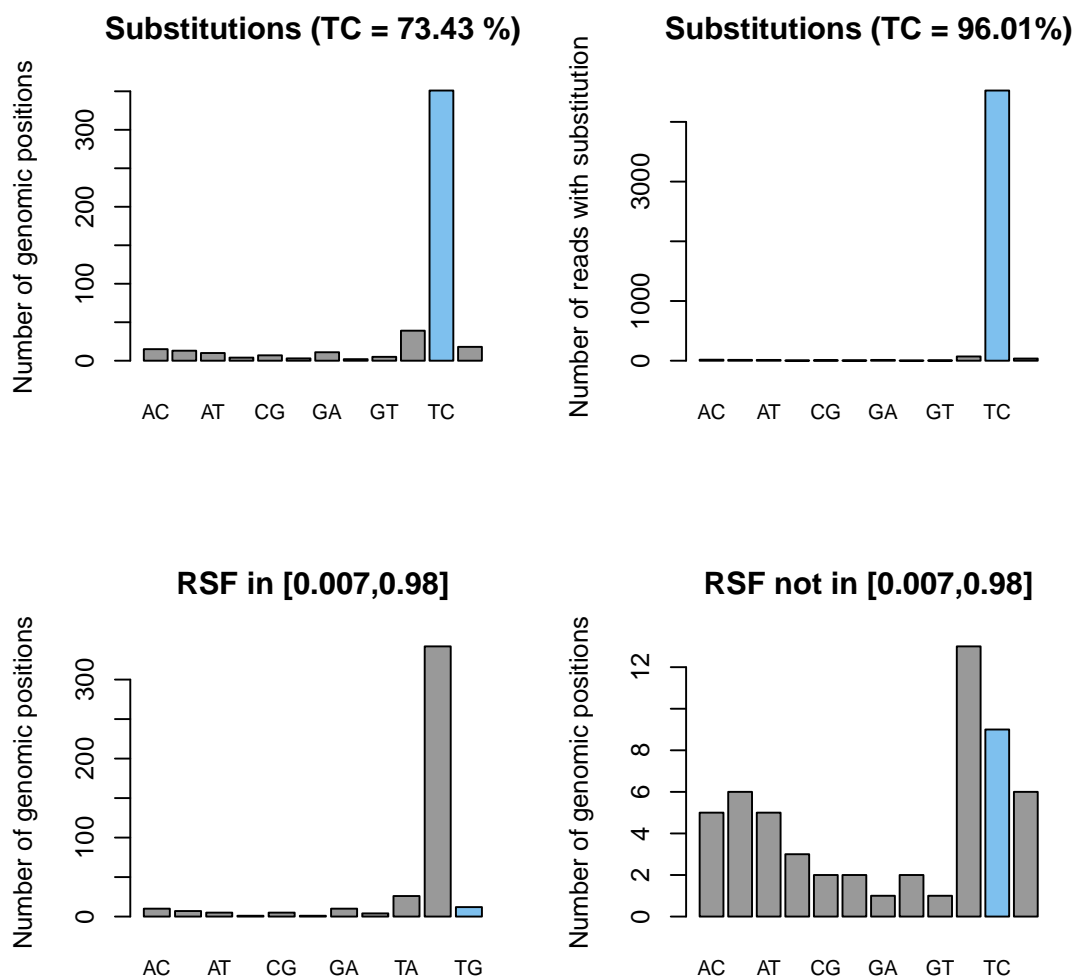 Substitutions (TC = 73.43 %)
Number of genomic positions
0 100 200 300
AC AT CG GA GT TC
Substitutions (TC = 96.01%)
Number of reads with substitution
0 1000 3000
AC AT CG GA GT TC
RSF in [0.007,0.98]
Number of genomic positions
0 100 200 300
AC AT CG GA TA TG
RSF not in [0.007,0.98]
Number of genomic positions
0 2 4 6 8 12
AC AT CG GA GT TC